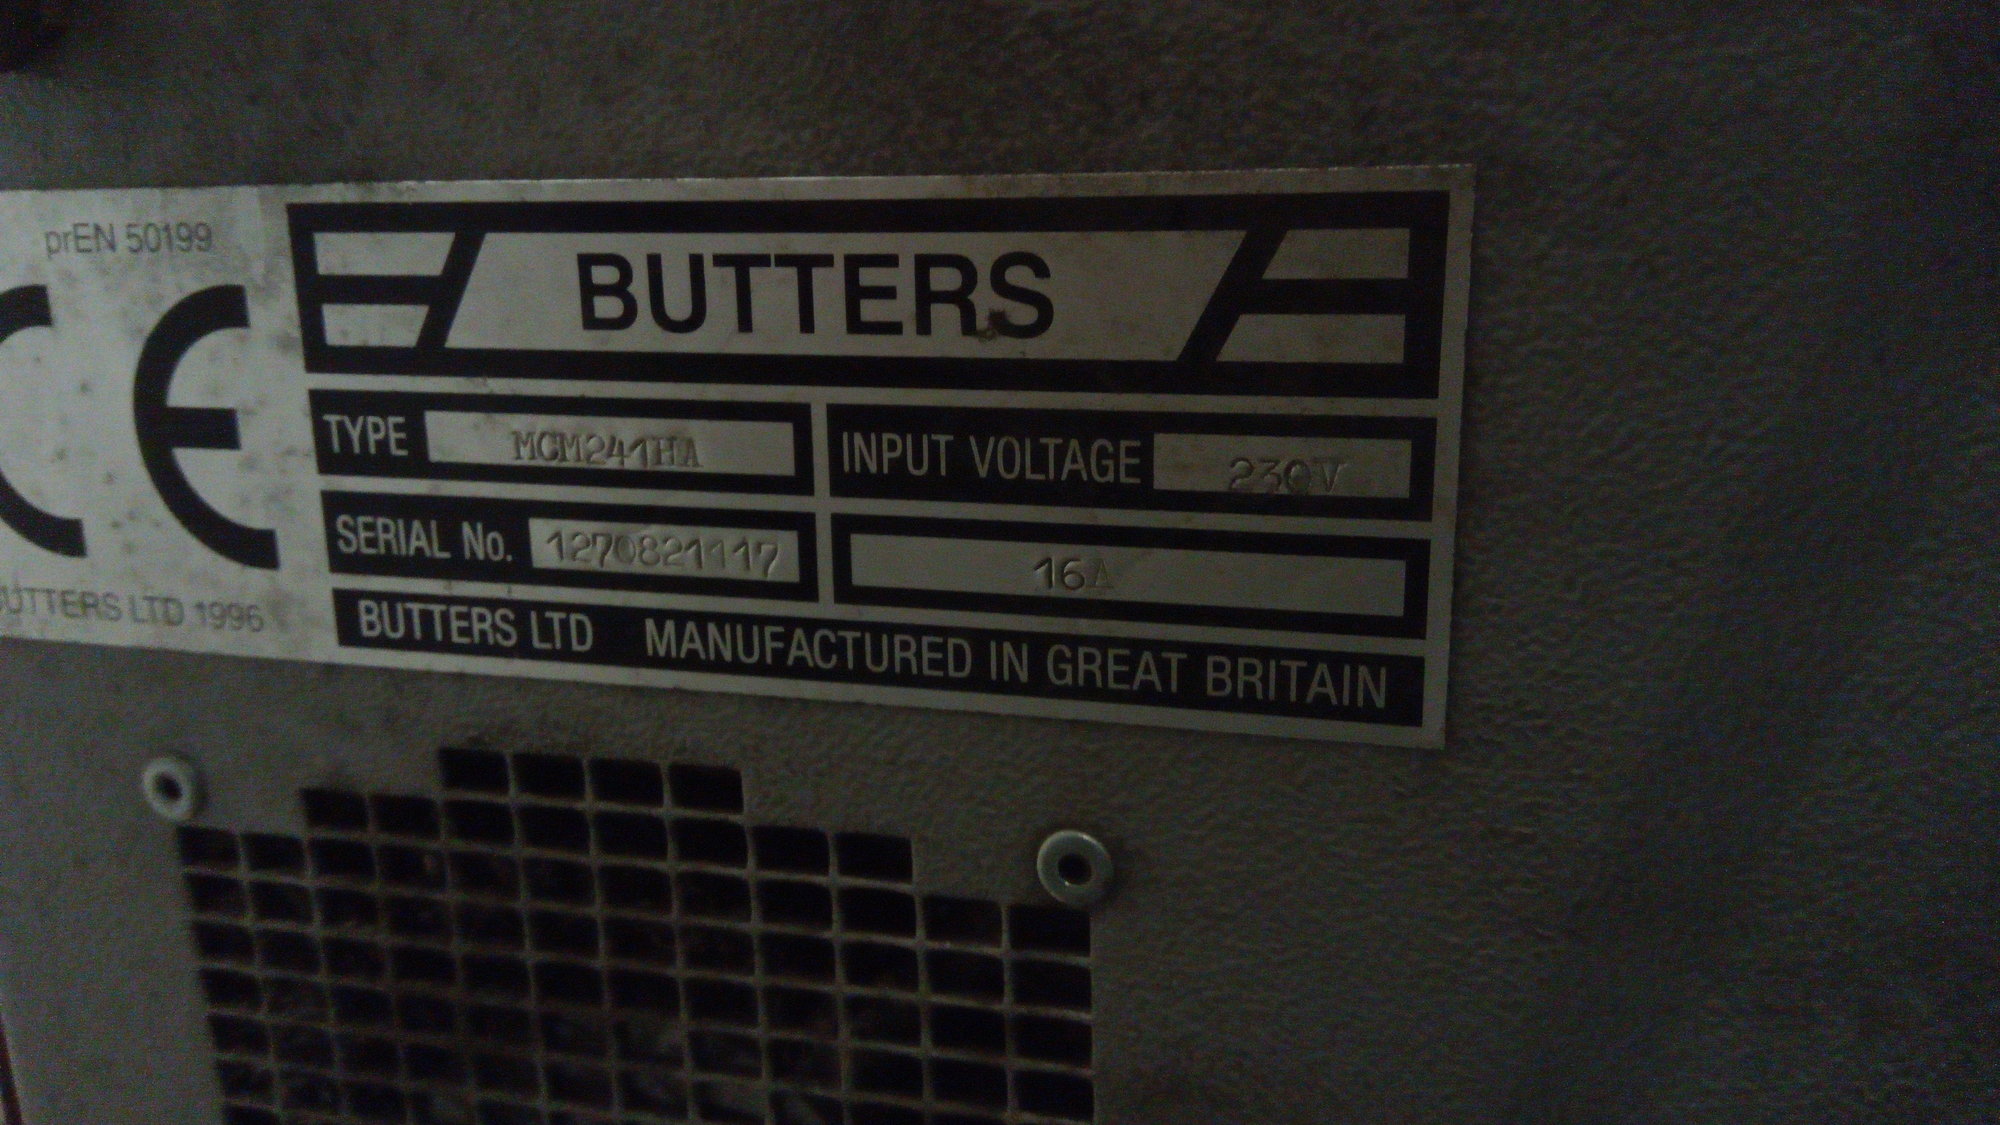 prEN 50199
CE
BUTTERS LTD 1996
BUTTERS
TYPE MCM241HA
INPUT VOLTAGE 230V
SERIAL No. 1270821117
16A
BUTTERS LTD MANUFACTURED IN GREAT BRITAIN